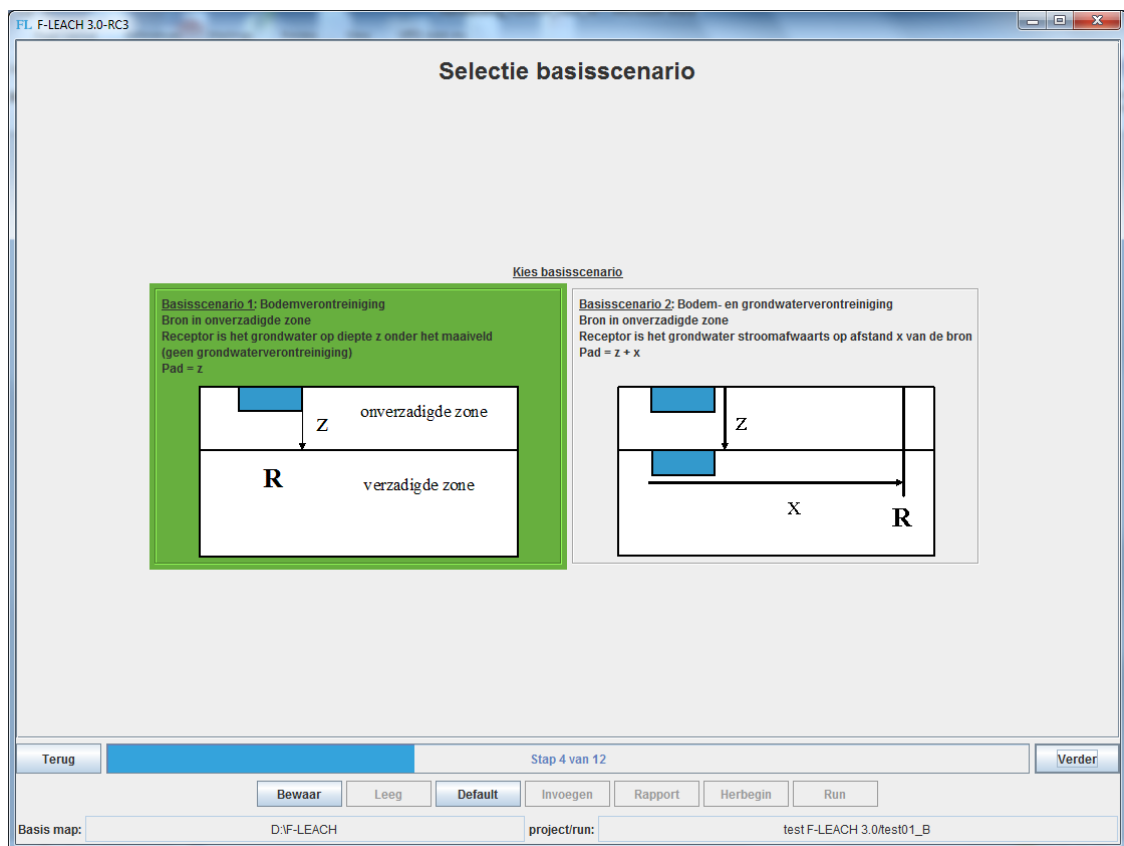 FL F-LEACH 3.0-RC3
Selectie basisscenario
Kies basisscenario
Basisscenario 1: Bodemverontreiniging
Bron in onverzadigde zone
Receptor is het grondwater op diepte z onder het maaiveld
(geen grondwaterverontreiniging)
Pad = z
onverzadigde zone
z
R
verzadigde zone
Basisscenario 2: Bodem- en grondwaterverontreiniging
Bron in onverzadigde zone
Receptor is het grondwater stroomafwaarts op afstand x van de bron
Pad = z + x
z
x
R
Terug
Stap 4 van 12
Verder
Bewaar Leeg Default Invoegen Rapport Herbegin Run
Basis map: D:\F-LEACH project/run: test F-LEACH 3.0/test01_B